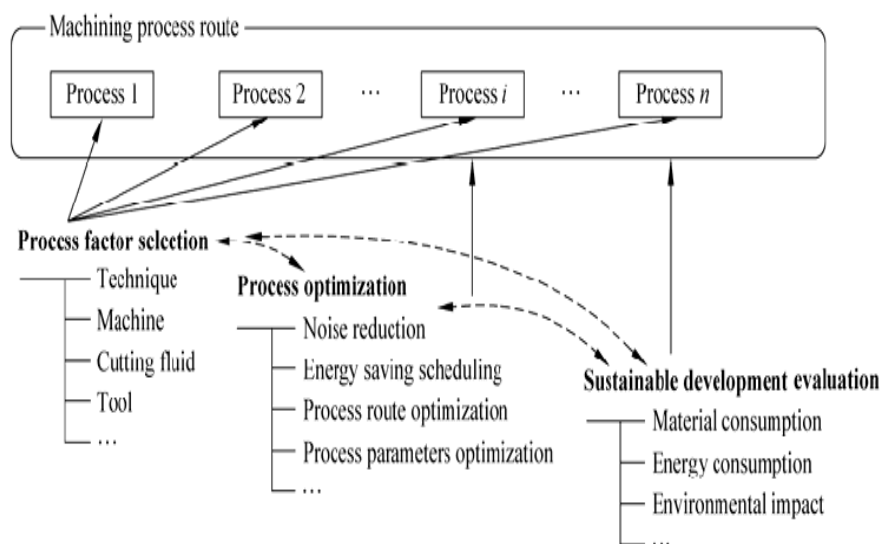 Machining process route
Process 1 Process 2 ... Process i ... Process n
Process factor selection
Technique
Machine
Cutting fluid
Tool
...
Process optimization
Noise reduction
Energy saving scheduling
Process route optimization
Process parameters optimization
...
Sustainable development evaluation
Material consumption
Energy consumption
Environmental impact
...